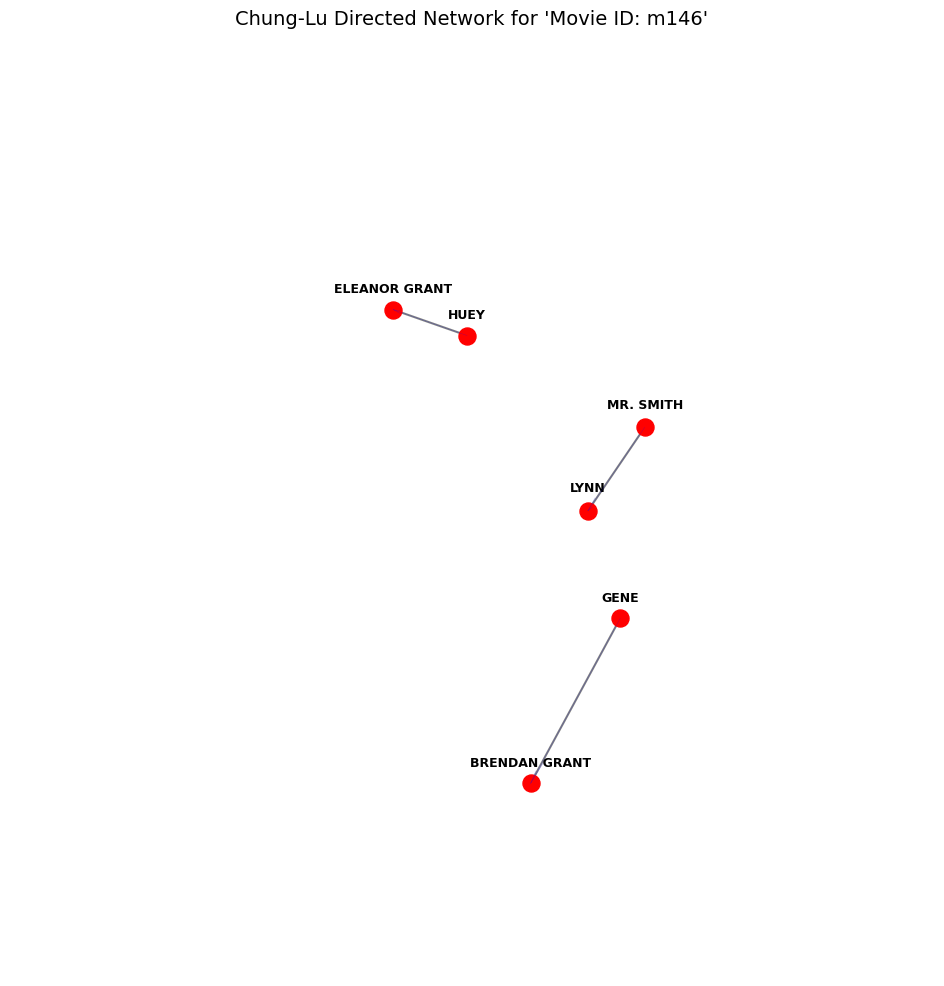 Chung-Lu Directed Network for 'Movie ID: m146'
ELEANOR GRANT
HUEY
MR. SMITH
LYNN
GENE
BRENDAN GRANT